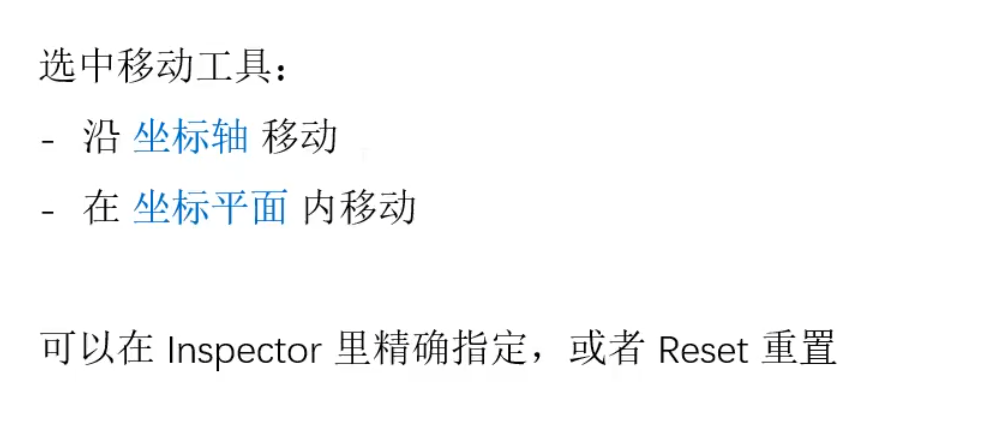 选中移动工具：
- 沿 坐标轴 移动
- 在 坐标平面 内移动
可以在 Inspector 里精确指定，或者 Reset 重置